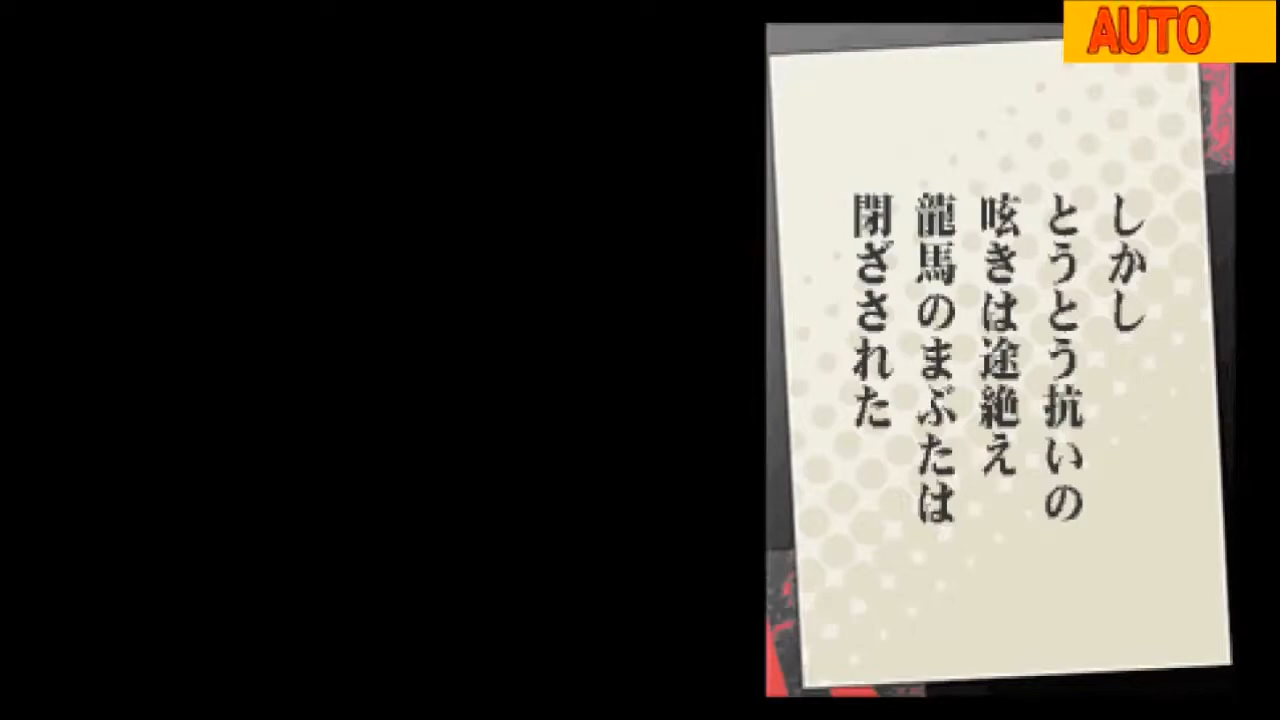 AUTO
しかし
とうとう抗いの
呟きは途絶え
龍馬のまぶたは
閉ざされた